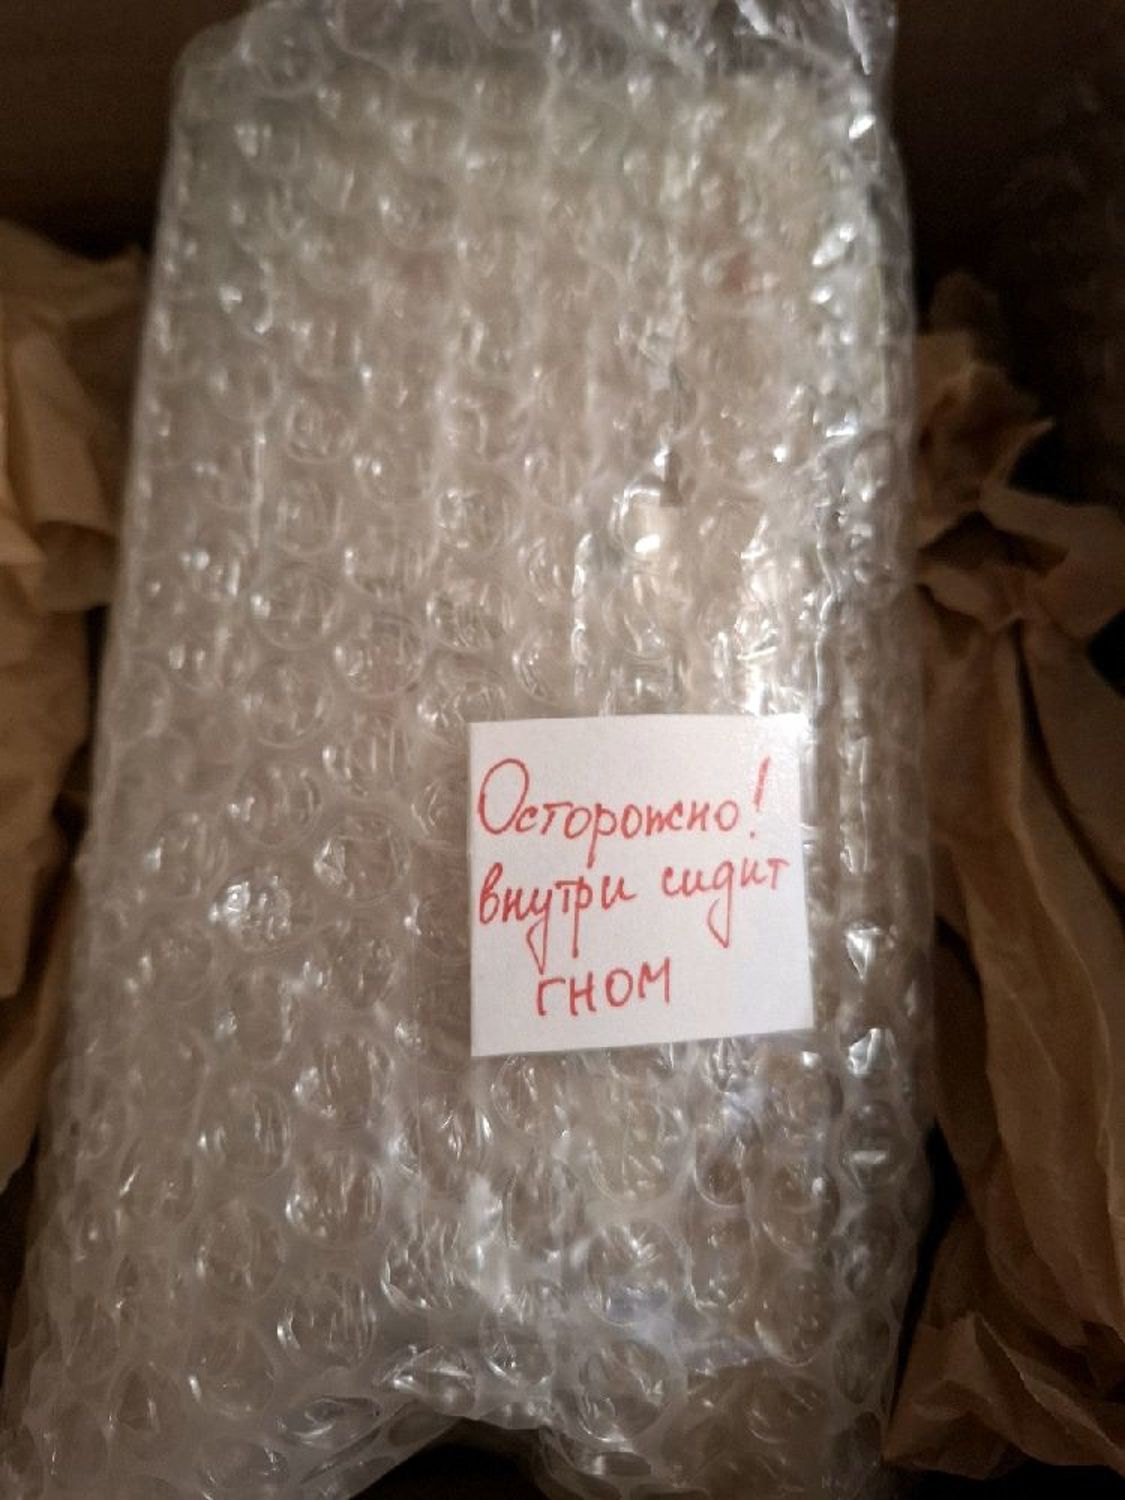 Осторожно!
внутри сидит
гном